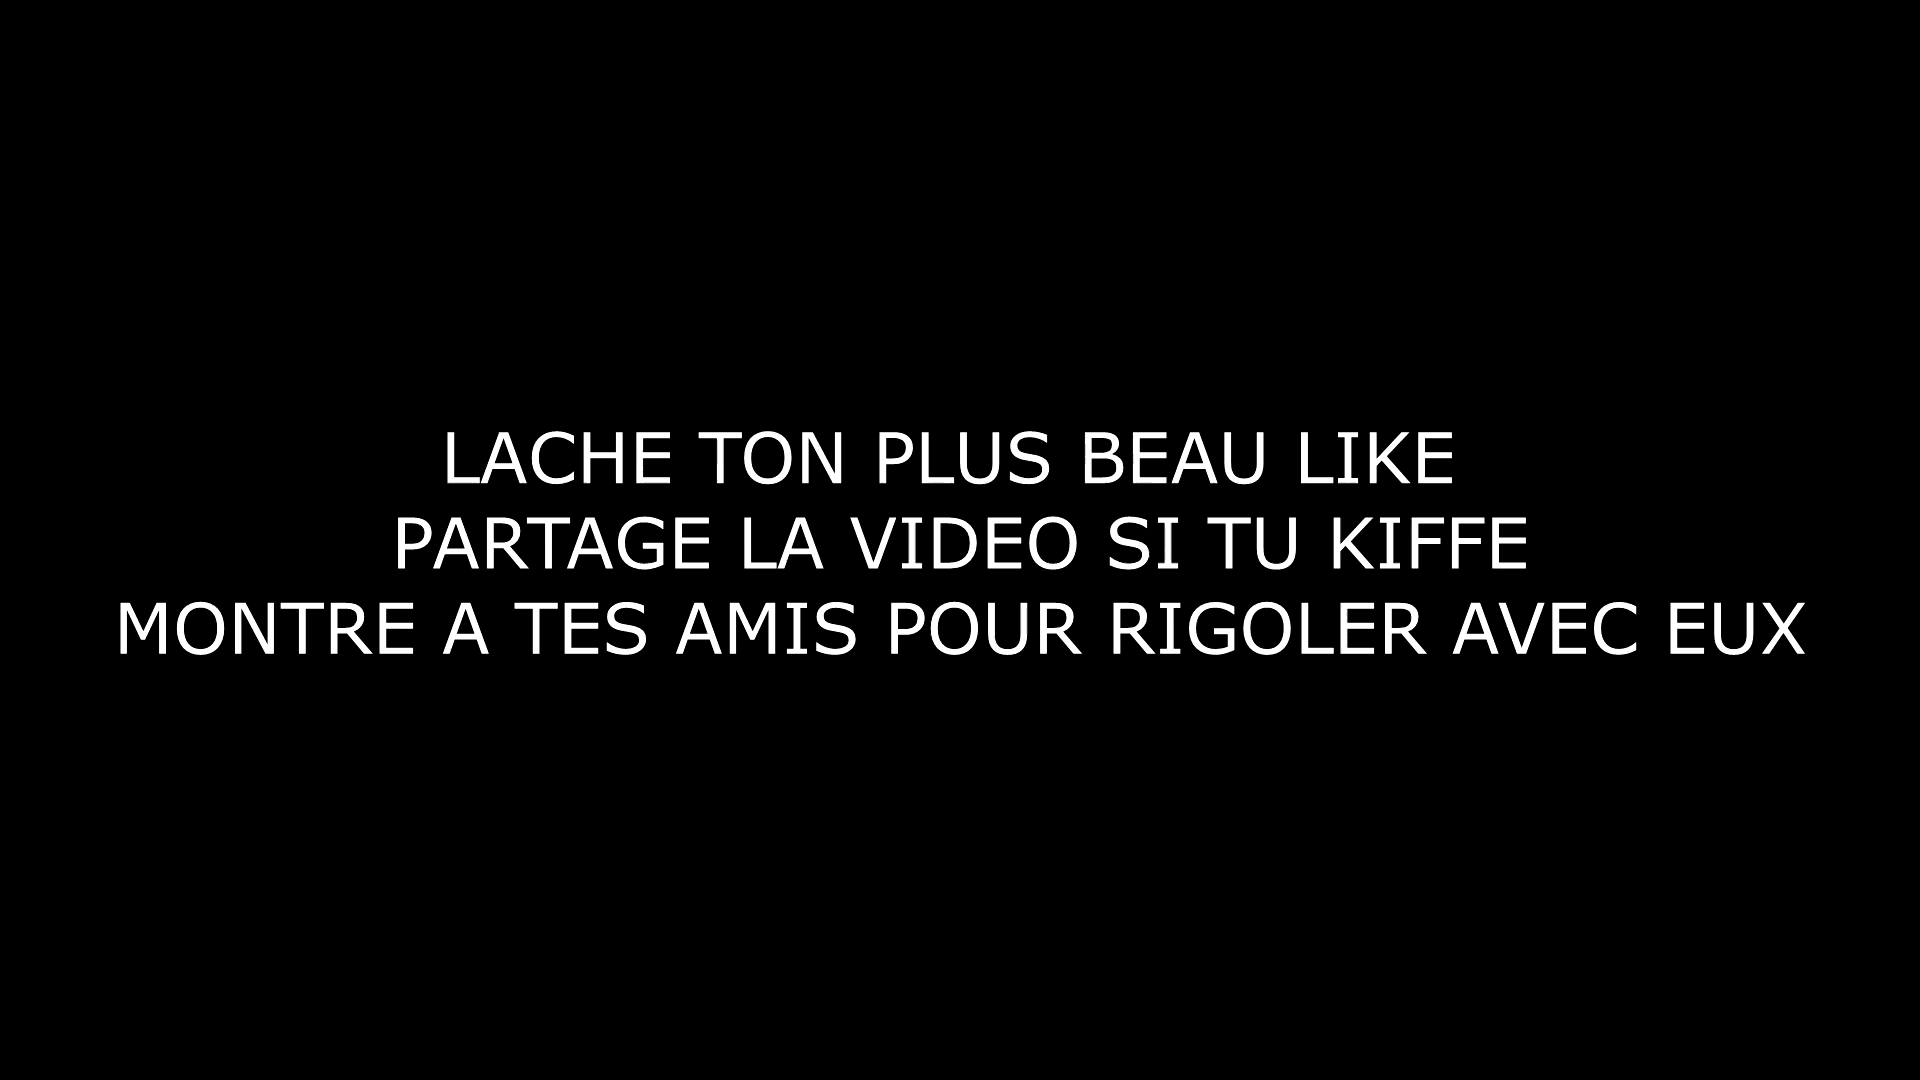 LACHE TON PLUS BEAU LIKE
PARTAGE LA VIDEO SI TU KIFFE
MONTRE A TES AMIS POUR RIGOLER AVEC EUX